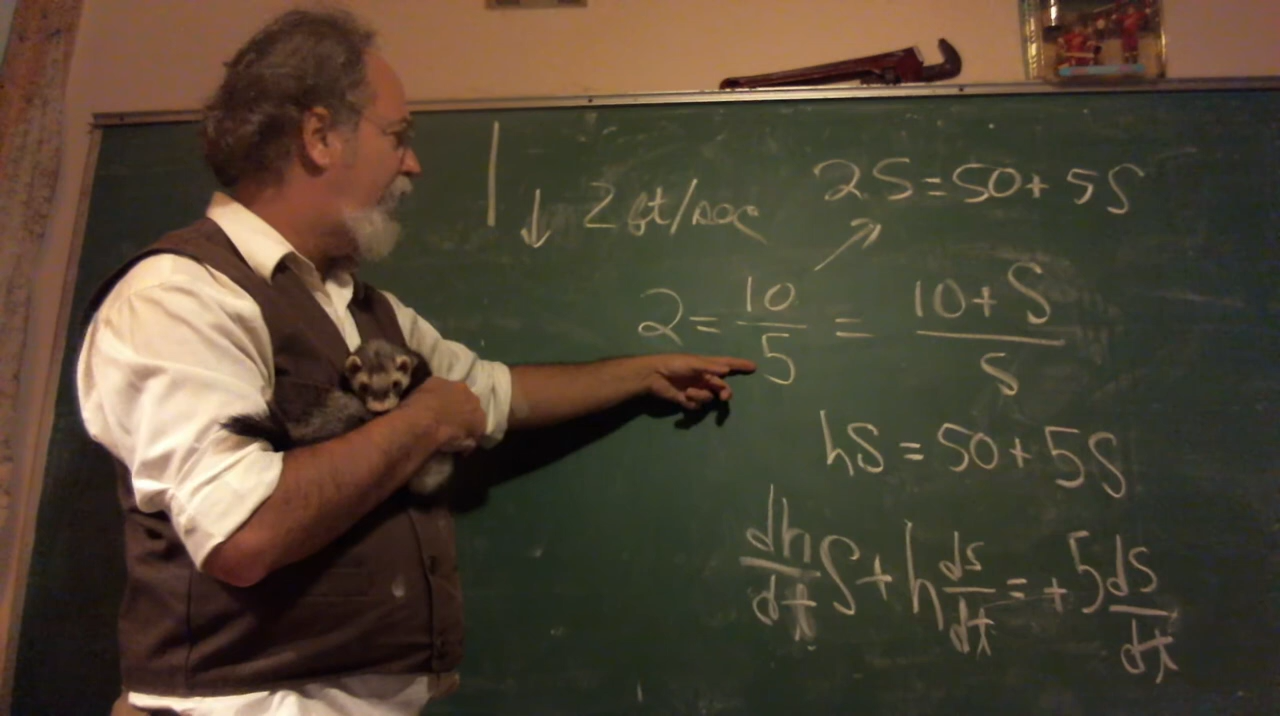 2 ft/sec
2S = 50 + 5S
2 = 10/5 = 10 + S/S
hS = 50 + 5S
dh/dt S + h ds/dt = + 5 ds/dt